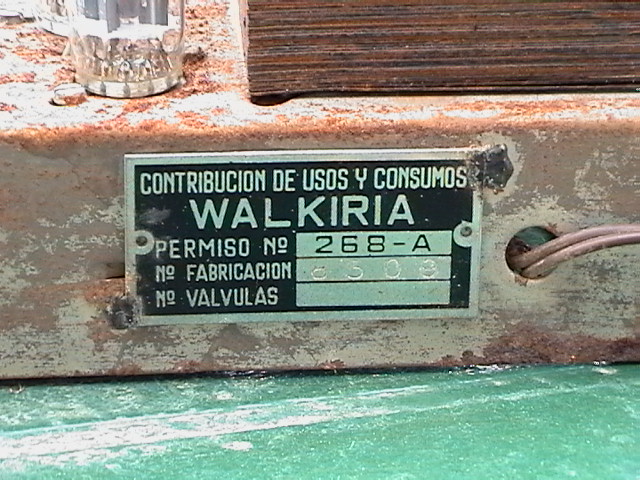 CONTRIBUCION DE USOS Y CONSUMOS
WALKIRIA
PERMISO Nº 268-A
Nº FABRICACION
Nº VALVULAS